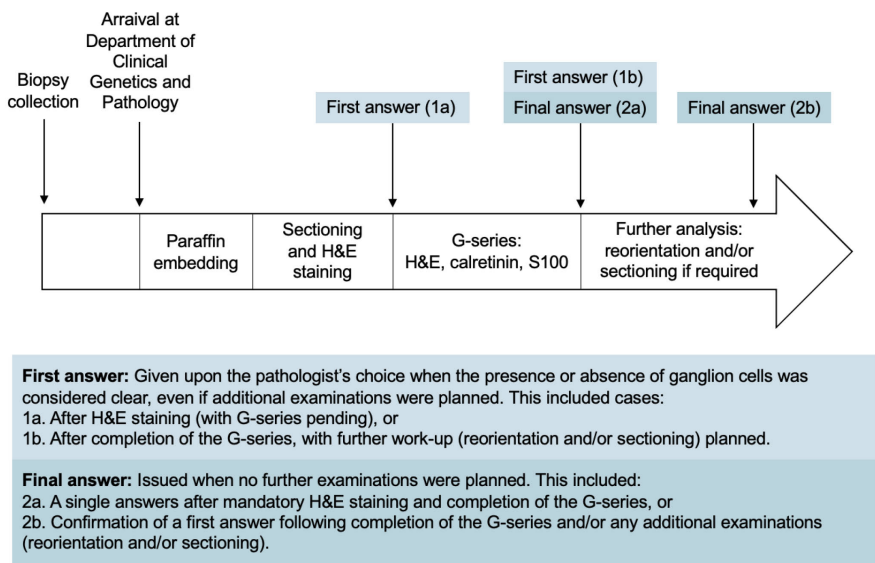 Arraival at
Department of
Clinical
Genetics and
Pathology
Biopsy
collection
First answer (1a)
First answer (1b)
Final answer (2a)
Final answer (2b)
Paraffin
embedding
Sectioning
and H&E
staining
G-series:
H&E, calretinin, S100
Further analysis:
reorientation and/or
sectioning if required
First answer: Given upon the pathologist's choice when the presence or absence of ganglion cells was
considered clear, even if additional examinations were planned. This included cases:
1a. After H&E staining (with G-series pending), or
1b. After completion of the G-series, with further work-up (reorientation and/or sectioning) planned.
Final answer: Issued when no further examinations were planned. This included:
2a. A single answers after mandatory H&E staining and completion of the G-series, or
2b. Confirmation of a first answer following completion of the G-series and/or any additional examinations
(reorientation and/or sectioning).